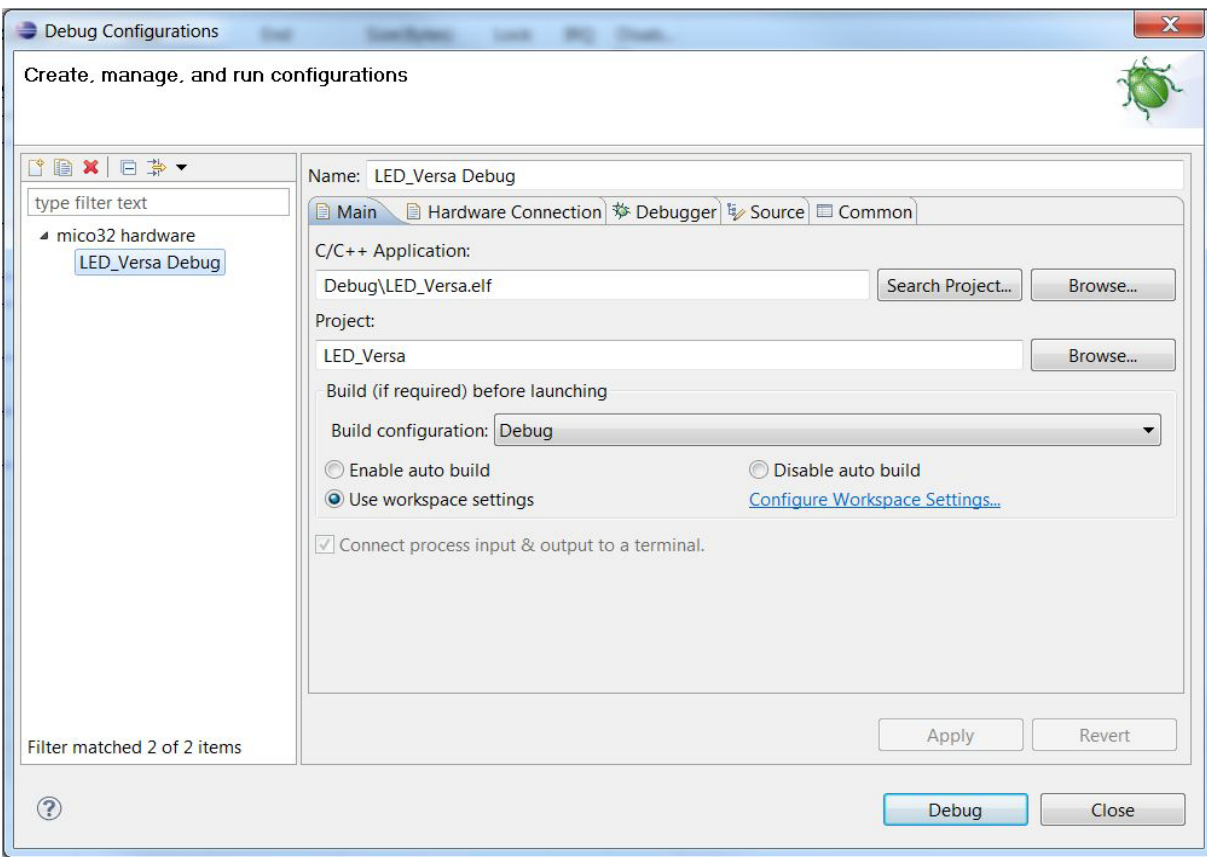 Debug Configurations
Create, manage, and run configurations
type filter text
mico32 hardware
LED_Versa Debug
Filter matched 2 of 2 items
Name: LED_Versa Debug
Main Hardware Connection Debugger Source Common
C/C++ Application:
Debug\LED_Versa.elf Search Project... Browse...
Project:
LED_Versa Browse...
Build (if required) before launching
Build configuration: Debug
Enable auto build Disable auto build
Use workspace settings Configure Workspace Settings...
Connect process input & output to a terminal.
Apply Revert
Debug Close